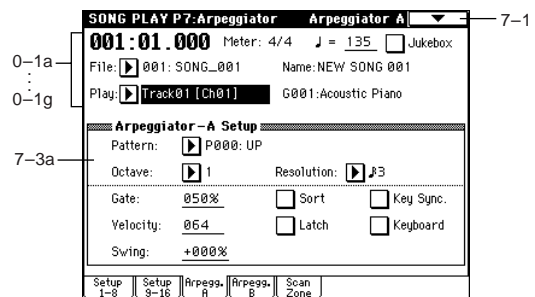 SONG PLAY P7:Arpeggiator Arpeggiator A
7–1
001:01.000 Meter: 4/4 ♩ = 135 Jukebox
0–1a
:
0–1g
File: 001: SONG_001 Name: NEW SONG 001
Play: Track01 [Ch01] G001: Acoustic Piano
Arpeggiator-A Setup
7–3a
Pattern: P000: UP
Octave: 1 Resolution: ♪3
Gate: 050% Sort Key Sync.
Velocity: 064 Latch Keyboard
Swing: +000%
Setup 1-8 Setup 9-16 Arpegg. A Arpegg. B Scan Zone